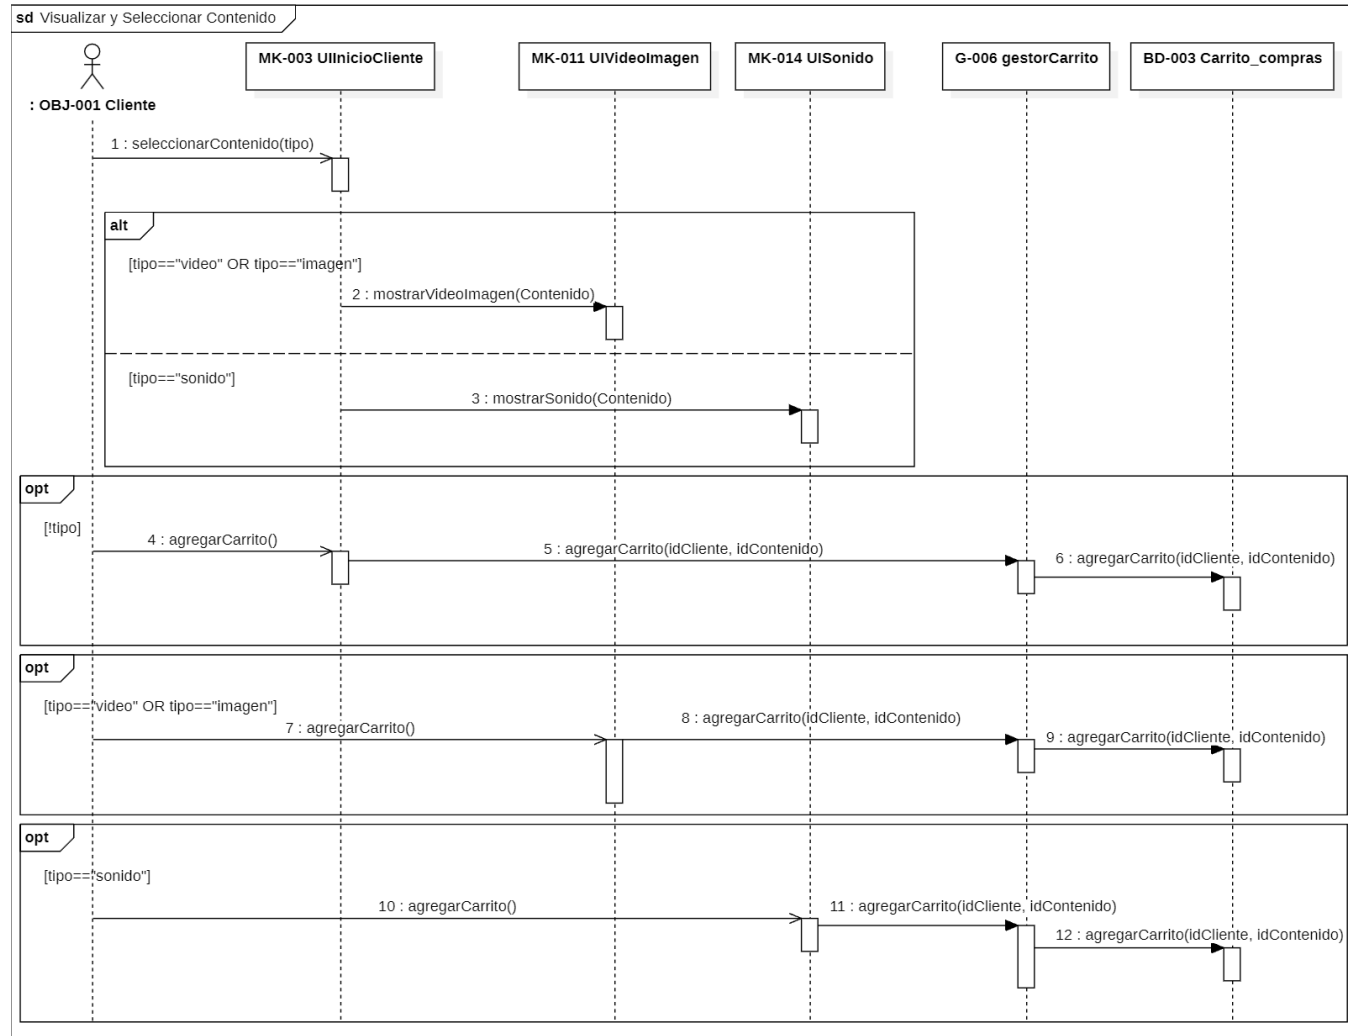 sd Visualizar y Seleccionar Contenido
: OBJ-001 Cliente
MK-003 UIInicioCliente
MK-011 UIVideoImagen
MK-014 UISonido
G-006 gestorCarrito
BD-003 Carrito_compras
1 : seleccionarContenido(tipo)
alt
[tipo=="video" OR tipo=="imagen"]
2 : mostrarVideoImagen(Contenido)
[tipo=="sonido"]
3 : mostrarSonido(Contenido)
opt
[!tipo]
4 : agregarCarrito()
5 : agregarCarrito(idCliente, idContenido)
6 : agregarCarrito(idCliente, idContenido)
opt
[tipo=="video" OR tipo=="imagen"]
7 : agregarCarrito()
8 : agregarCarrito(idCliente, idContenido)
9 : agregarCarrito(idCliente, idContenido)
opt
[tipo=="sonido"]
10 : agregarCarrito()
11 : agregarCarrito(idCliente, idContenido)
12 : agregarCarrito(idCliente, idContenido)